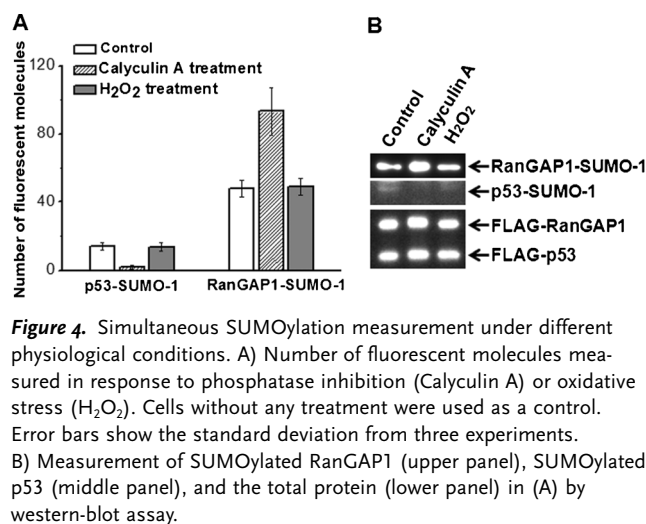 A
Number of fluorescent molecules
120
80
40
0
Control
Calyculin A treatment
H₂O₂ treatment
p53-SUMO-1
RanGAP1-SUMO-1
B
Control
Calyculin A
H₂O₂
RanGAP1-SUMO-1
p53-SUMO-1
FLAG-RanGAP1
FLAG-p53
Figure 4. Simultaneous SUMOylation measurement under different
physiological conditions. A) Number of fluorescent molecules mea-
sured in response to phosphatase inhibition (Calyculin A) or oxidative
stress (H₂O₂). Cells without any treatment were used as a control.
Error bars show the standard deviation from three experiments.
B) Measurement of SUMOylated RanGAP1 (upper panel), SUMOylated
p53 (middle panel), and the total protein (lower panel) in (A) by
western-blot assay.